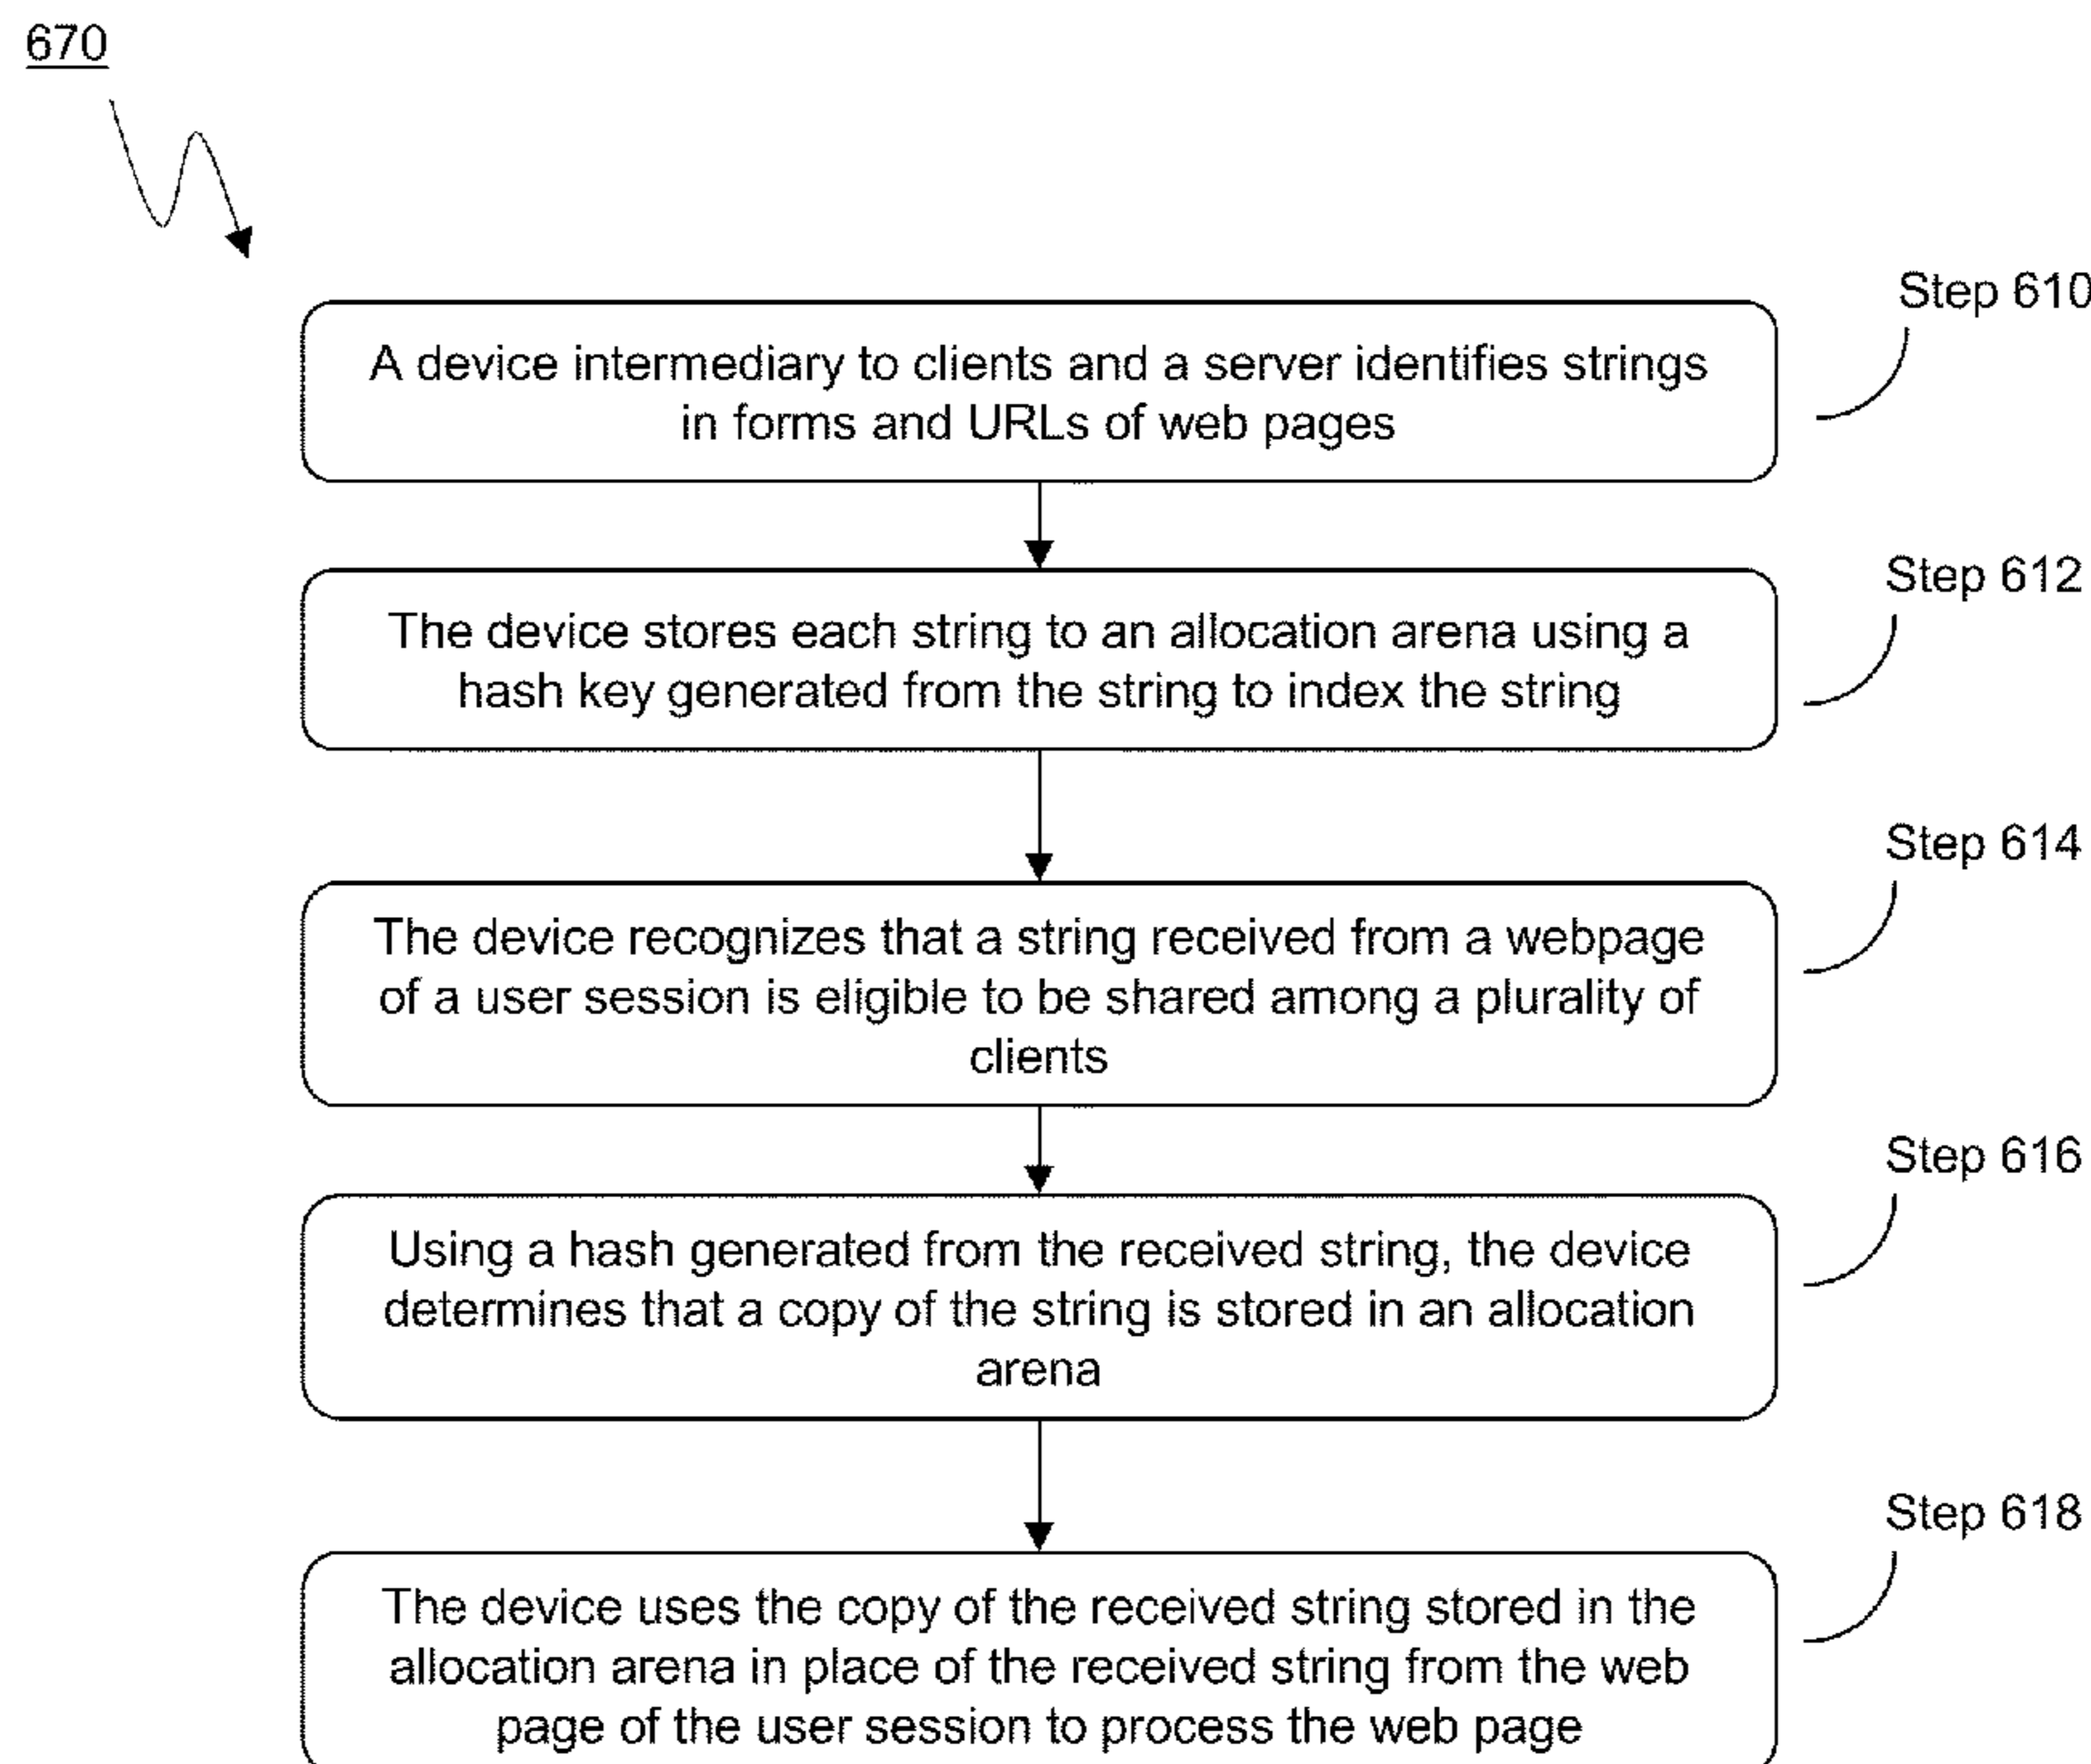 670
Step 610
A device intermediary to clients and a server identifies strings
in forms and URLs of web pages
Step 612
The device stores each string to an allocation arena using a
hash key generated from the string to index the string
Step 614
The device recognizes that a string received from a webpage
of a user session is eligible to be shared among a plurality of
clients
Step 616
Using a hash generated from the received string, the device
determines that a copy of the string is stored in an allocation
arena
Step 618
The device uses the copy of the received string stored in the
allocation arena in place of the received string from the web
page of the user session to process the web page